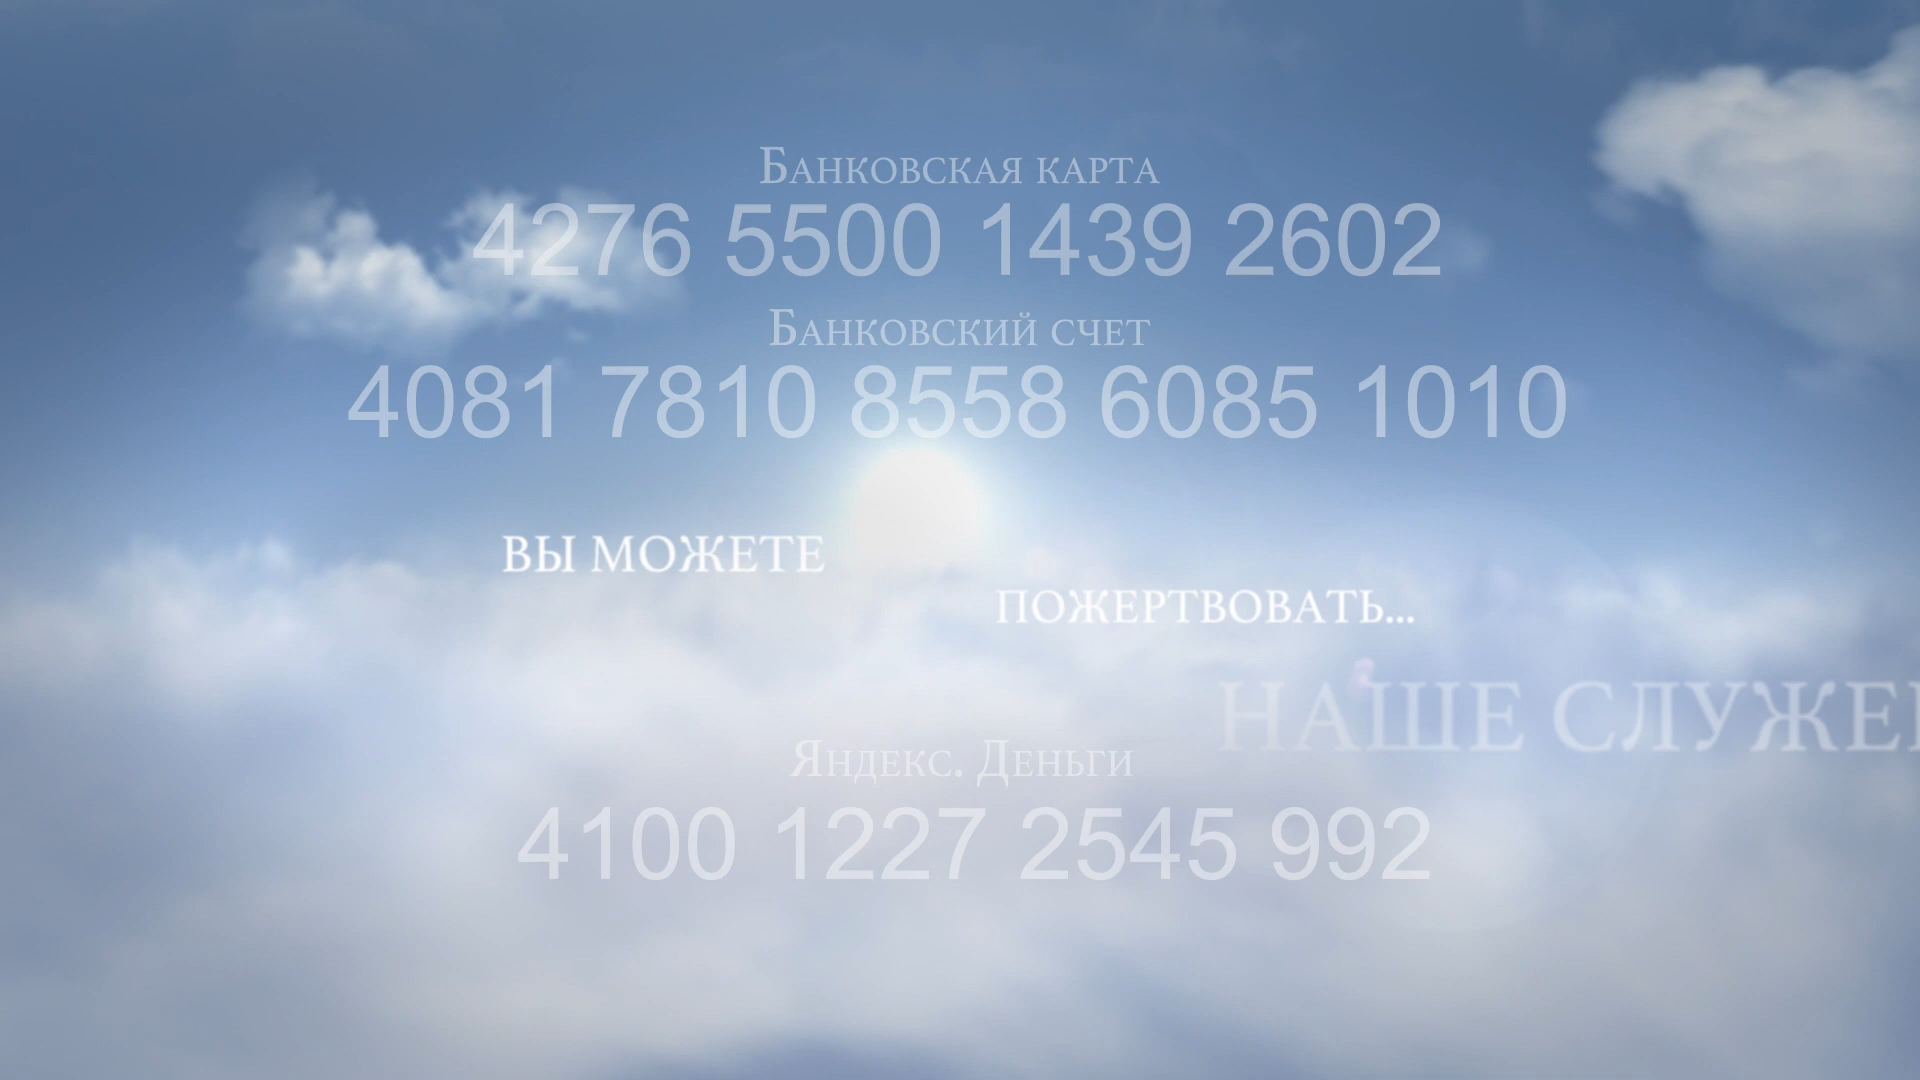 Банковская карта
4276 5500 1439 2602
Банковский счет
4081 7810 8558 6085 1010
ВЫ МОЖЕТЕ
ПОЖЕРТВОВАТЬ...
НАШЕ
Яндекс. Деньги
4100 1227 2545 992